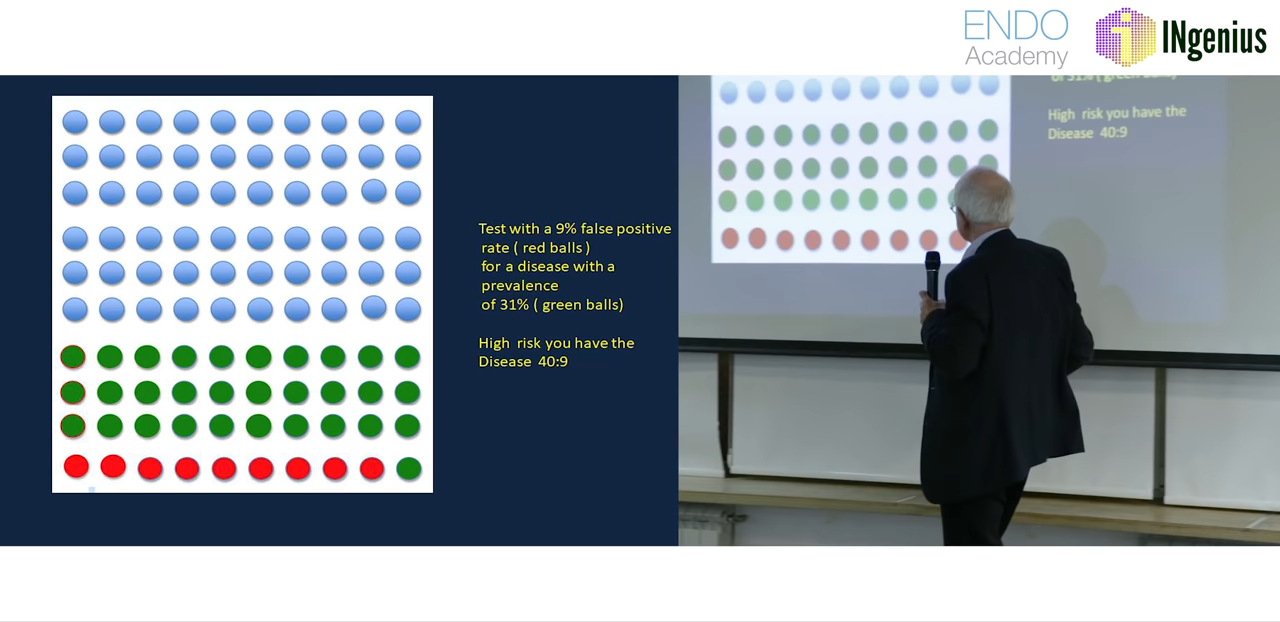 ENDO
Academy
INgenius
Test with a 9% false positive
rate ( red balls )
for a disease with a
prevalence
of 31% ( green balls)
High risk you have the
Disease 40:9
of 31% ( green balls)
High risk you have the
Disease 40:9